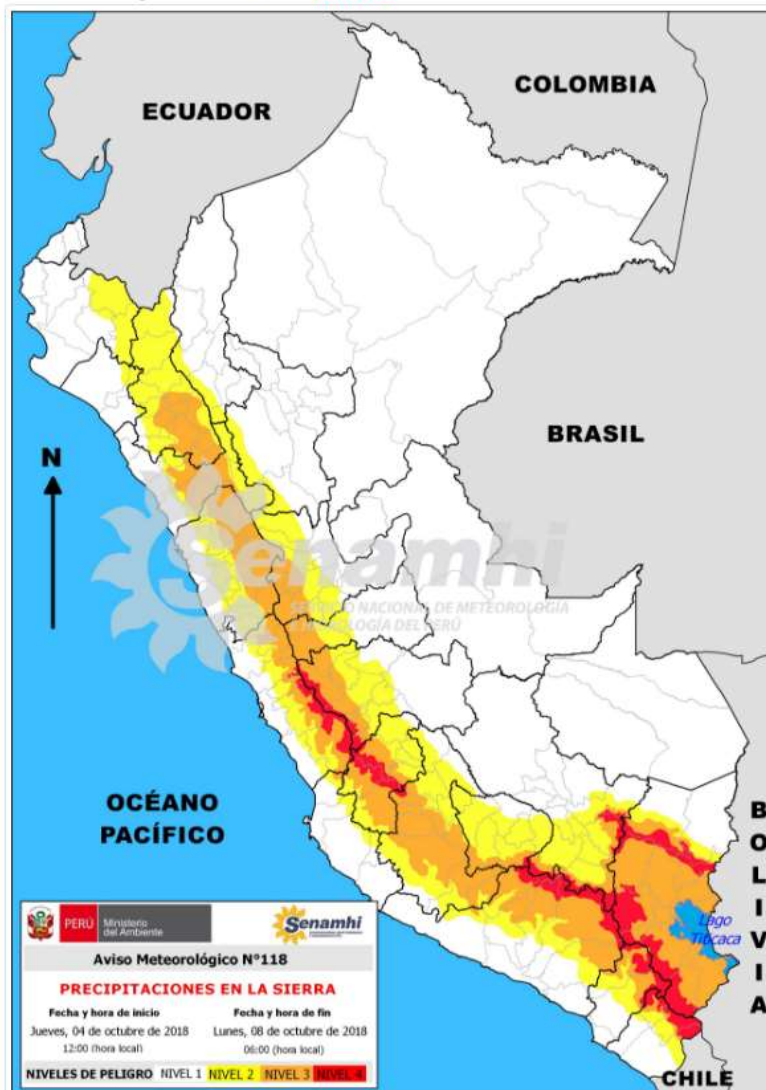 COLOMBIA
ECUADOR
BRASIL
N
Senamhi
SERVICIO NACIONAL DE METEOROLOGÍA
E HIDROLOGÍA DEL PERÚ
OCÉANO
PACÍFICO
BOLIVIA
Lago
Titicaca
CHILE
PERÚ Ministerio
del Ambiente
Senamhi
Aviso Meteorológico N°118
PRECIPITACIONES EN LA SIERRA
Fecha y hora de inicio Fecha y hora de fin
Jueves, 04 de octubre de 2018 Lunes, 08 de octubre de 2018
12:00 (hora local) 06:00 (hora local)
NIVELES DE PELIGRO NIVEL 1 NIVEL 2 NIVEL 3 NIVEL 4